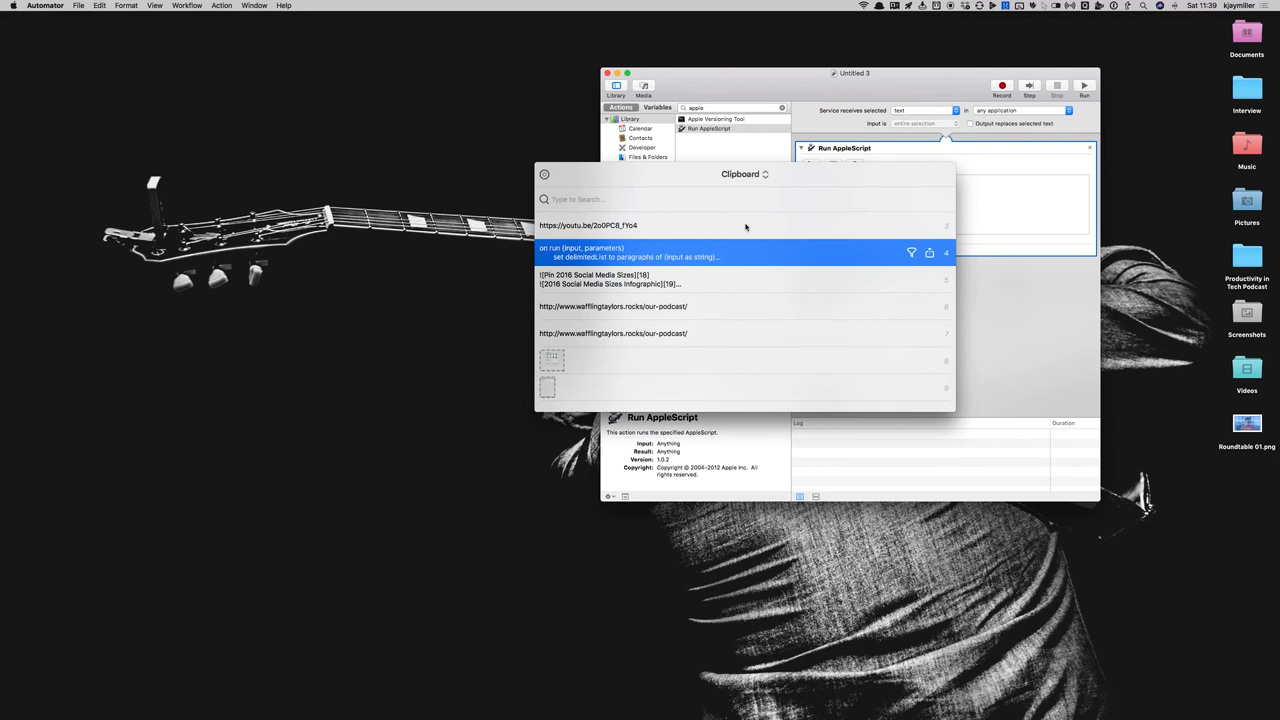 Automator File Edit View Workflow Action Window Help
Sat 11:39 kjaymiller
Untitled 3
Library Media
Record Step Stop Run
Actions Variables
apple
Service receives selected text in any application
Input is entire selection Output replaces selected text
Library
Calendar
Contacts
Developer
Files & Folders
Apple Versioning Tool
Run AppleScript
Run AppleScript
Clipboard
Type to Search...
https://youtu.be/2o0PC8_fYo4 3
on run {input, parameters}
set delimitedList to paragraphs of (input as string)... 4
![Pin 2016 Social Media Sizes][18]
![2016 Social Media Sizes Infographic][19]... 5
http://www.wafflingtaylors.rocks/our-podcast/ 6
http://www.wafflingtaylors.rocks/our-podcast/ 7
8
9
Run AppleScript
This action runs the specified AppleScript.
Input: Anything
Result: Anything
Version: 1.0.2
Copyright: Copyright © 2004–2012 Apple Inc. All
rights reserved.
Log Duration
Documents
Interview
Music
Pictures
Productivity in
Tech Podcast
Screenshots
Videos
Roundtable 01.png